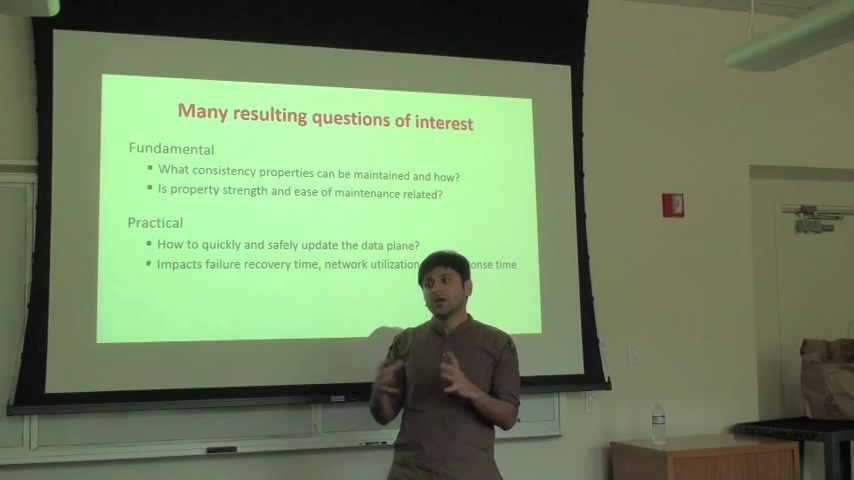 Many resulting questions of interest
Fundamental
▪ What consistency properties can be maintained and how?
▪ Is property strength and ease of maintenance related?
Practical
▪ How to quickly and safely update the data plane?
▪ Impacts failure recovery time, network utilization onse time